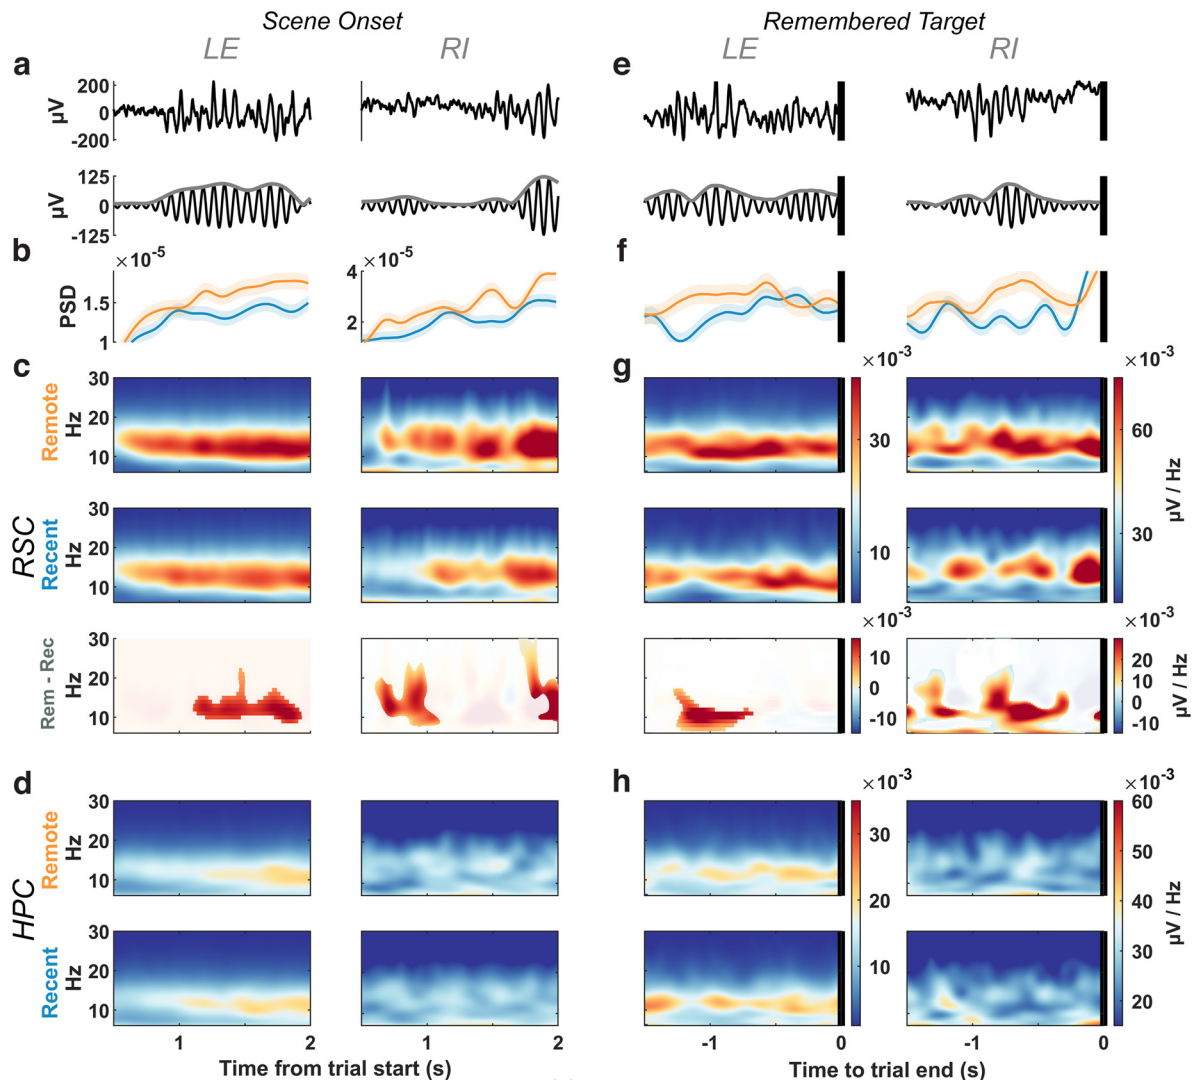 Scene Onset
Remembered Target
LE
RI
LE
RI
a
e
200
0
-200
µV
125
0
-125
µV
b
×10⁻⁵
×10⁻⁵
f
PSD
1.5
1
4
2
c
g
×10⁻³
×10⁻³
RSC
Remote
Hz
30
20
10
30
10
60
30
µV / Hz
Recent
Hz
30
20
10
×10⁻³
×10⁻³
Rem - Rec
Hz
30
20
10
10
0
-10
30
15
0
-10
µV / Hz
d
h
×10⁻³
×10⁻³
HPC
Remote
Hz
30
20
10
30
20
10
60
50
40
30
20
µV / Hz
Recent
Hz
30
20
10
1
2
1
2
-1
0
-1
0
Time from trial start (s)
Time to trial end (s)